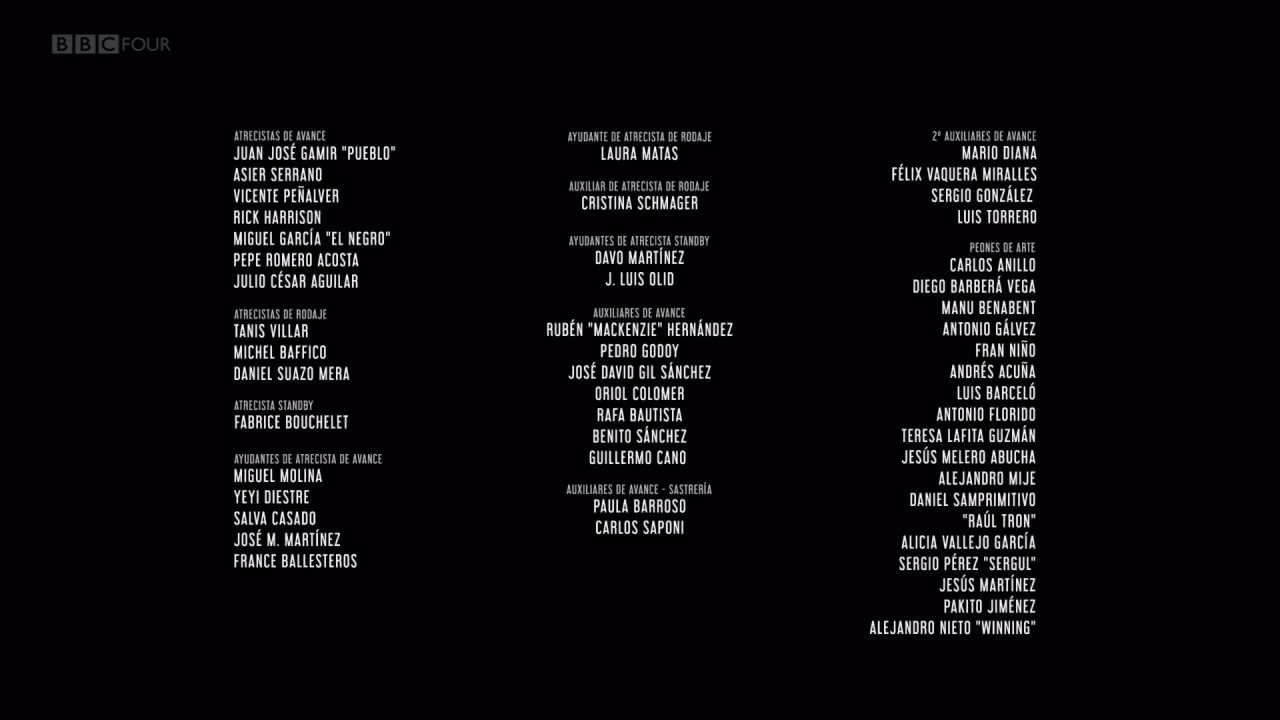 BBC FOUR
ATRECISTAS DE AVANCE
JUAN JOSÉ GAMIR "PUEBLO"
ASIER SERRANO
VICENTE PEÑALVER
RICK HARRISON
MIGUEL GARCÍA "EL NEGRO"
PEPE ROMERO ACOSTA
JULIO CÉSAR AGUILAR
ATRECISTAS DE RODAJE
TANIS VILLAR
MICHEL BAFFICO
DANIEL SUAZO MERA
ATRECISTA STANDBY
FABRICE BOUCHELET
AYUDANTES DE ATRECISTA DE AVANCE
MIGUEL MOLINA
YEYI DIESTRE
SALVA CASADO
JOSÉ M. MARTÍNEZ
FRANCE BALLESTEROS
AYUDANTE DE ATRECISTA DE RODAJE
LAURA MATAS
AUXILIAR DE ATRECISTA DE RODAJE
CRISTINA SCHMAGER
AYUDANTES DE ATRECISTA STANDBY
DAVO MARTÍNEZ
J. LUIS OLID
AUXILIARES DE AVANCE
RUBÉN "MACKENZIE" HERNÁNDEZ
PEDRO GODOY
JOSÉ DAVID GIL SÁNCHEZ
ORIOL COLOMER
RAFA BAUTISTA
BENITO SÁNCHEZ
GUILLERMO CANO
AUXILIARES DE AVANCE - SASTRERÍA
PAULA BARROSO
CARLOS SAPONI
2º AUXILIARES DE AVANCE
MARIO DIANA
FÉLIX VAQUERA MIRALLES
SERGIO GONZÁLEZ
LUIS TORRERO
PEONES DE ARTE
CARLOS ANILLO
DIEGO BARBERÁ VEGA
MANU BENABENT
ANTONIO GÁLVEZ
FRAN NIÑO
ANDRÉS ACUÑA
LUIS BARCELÓ
ANTONIO FLORIDO
TERESA LAFITA GUZMÁN
JESÚS MELERO ABUCHA
ALEJANDRO MIJE
DANIEL SAMPRIMITIVO
"RAÚL TRON"
ALICIA VALLEJO GARCÍA
SERGIO PÉREZ "SERGUL"
JESÚS MARTÍNEZ
PAKITO JIMÉNEZ
ALEJANDRO NIETO "WINNING"